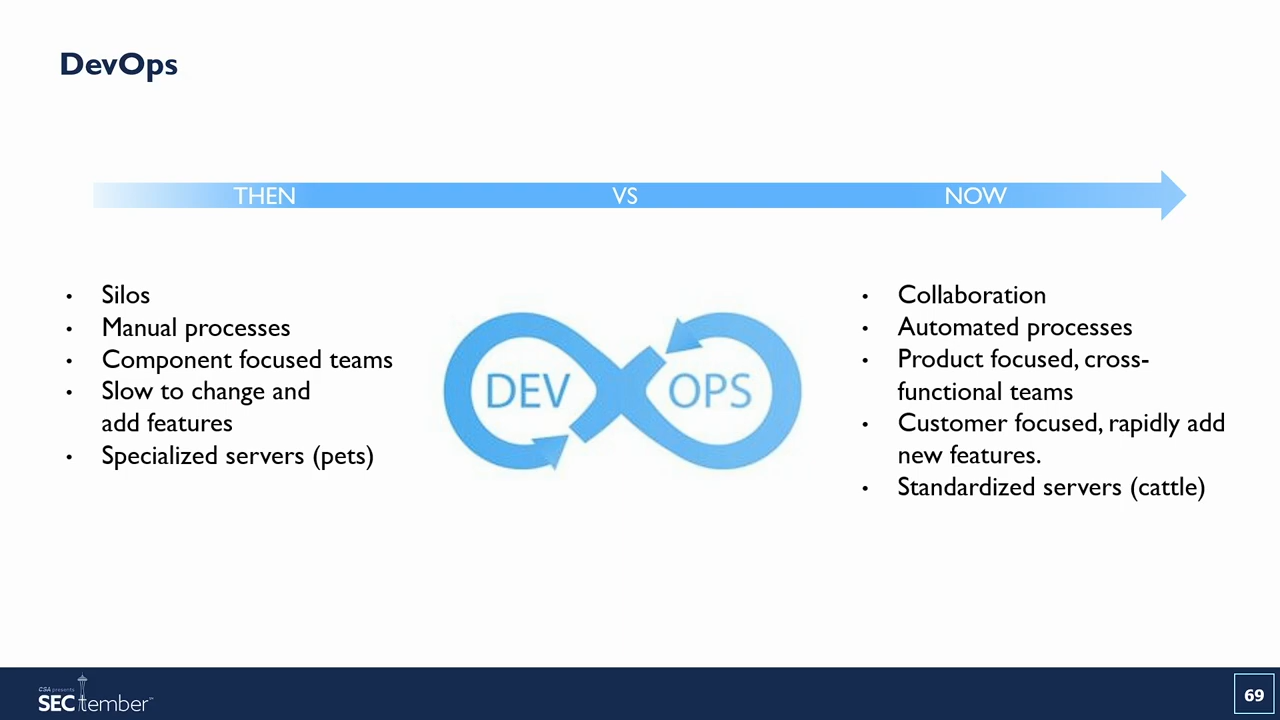 DevOps
THEN
VS
NOW
• Silos
• Manual processes
• Component focused teams
• Slow to change and
add features
• Specialized servers (pets)
DEV
OPS
• Collaboration
• Automated processes
• Product focused, cross-
functional teams
• Customer focused, rapidly add
new features.
• Standardized servers (cattle)
CSA presents
SECtember
69